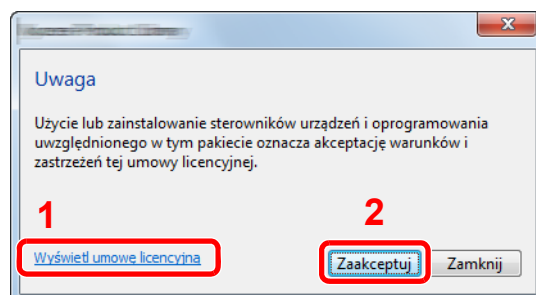 Uwaga
Użycie lub zainstalowanie sterowników urządzeń i oprogramowania
uwzględnionego w tym pakiecie oznacza akceptację warunków i
zastrzeżeń tej umowy licencyjnej.
1
2
Wyświetl umowę licencyjną
Zaakceptuj
Zamknij